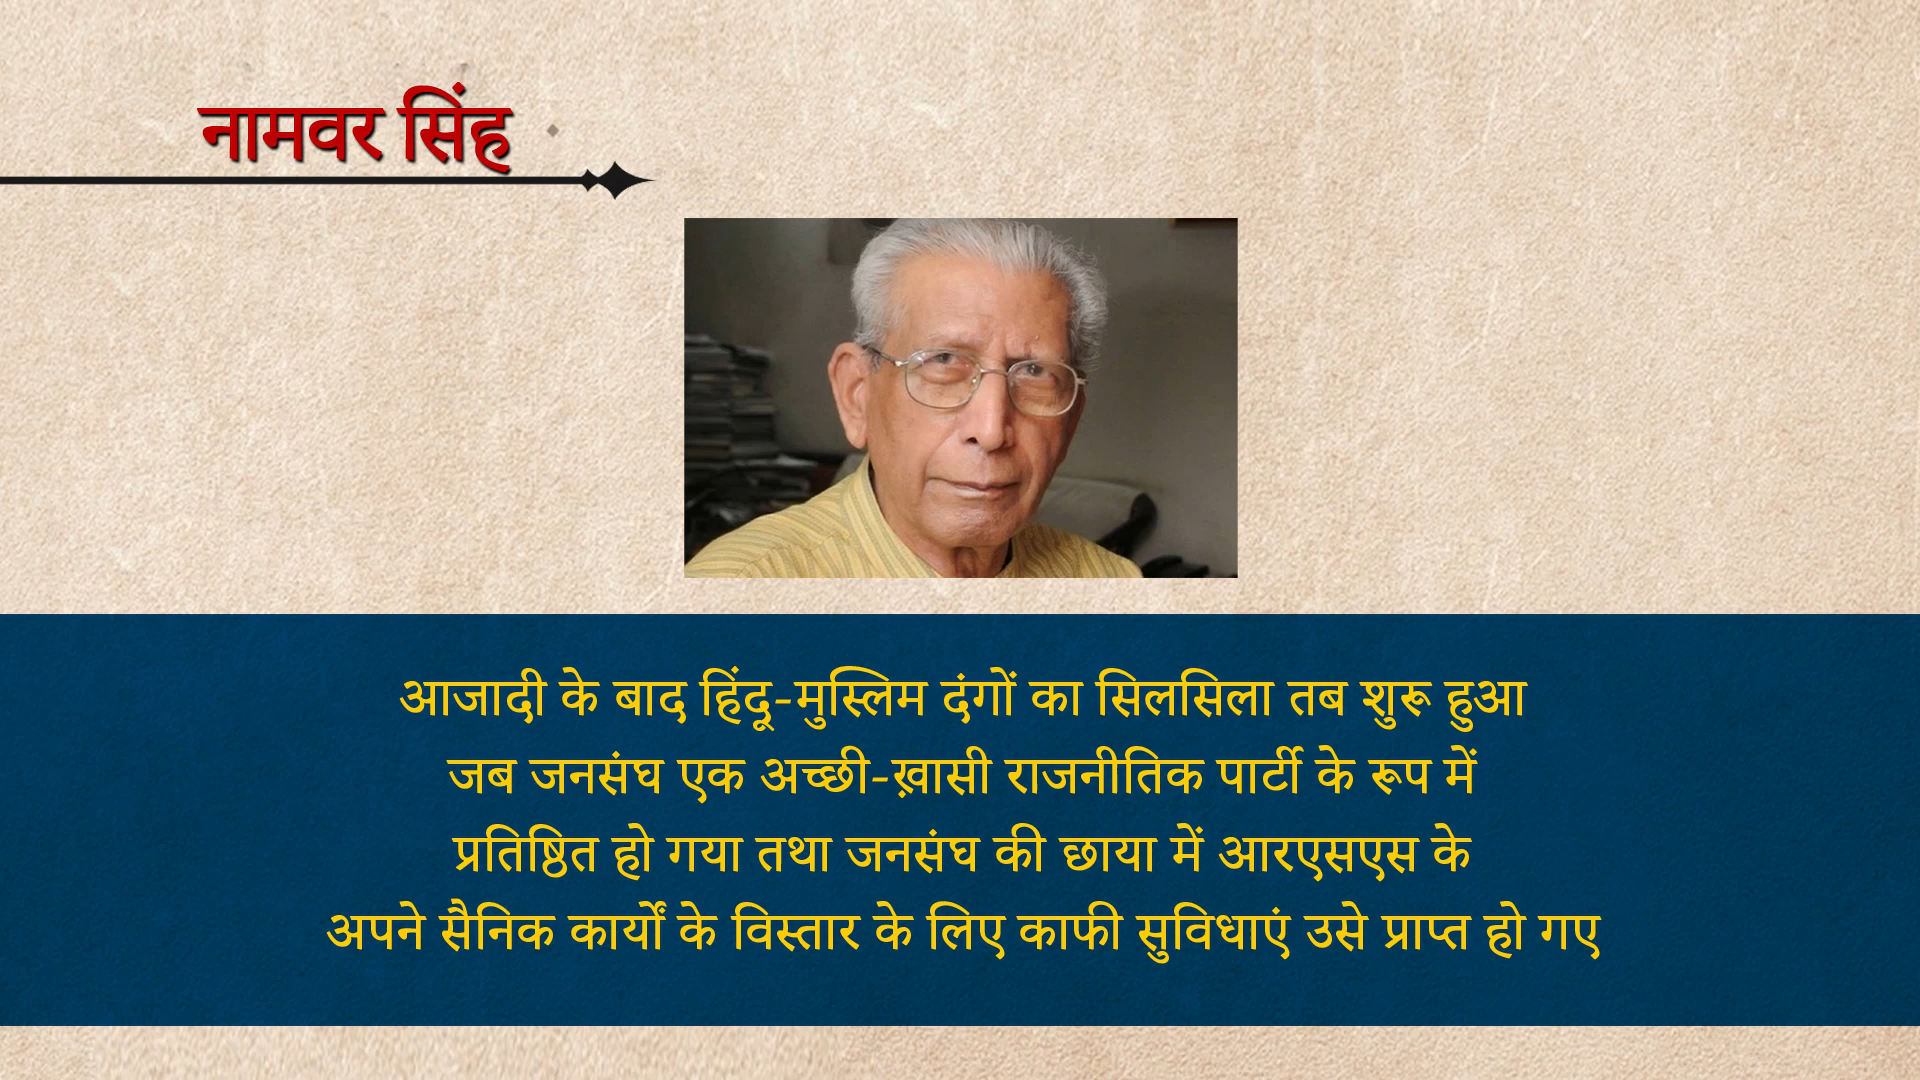 नामवर सिंह
आजादी के बाद हिंदू-मुस्लिम दंगों का सिलसिला तब शुरू हुआ
जब जनसंघ एक अच्छी-ख़ासी राजनीतिक पार्टी के रूप में
प्रतिष्ठित हो गया तथा जनसंघ की छाया में आरएसएस के
अपने सैनिक कार्यों के विस्तार के लिए काफी सुविधाएं उसे प्राप्त हो गए